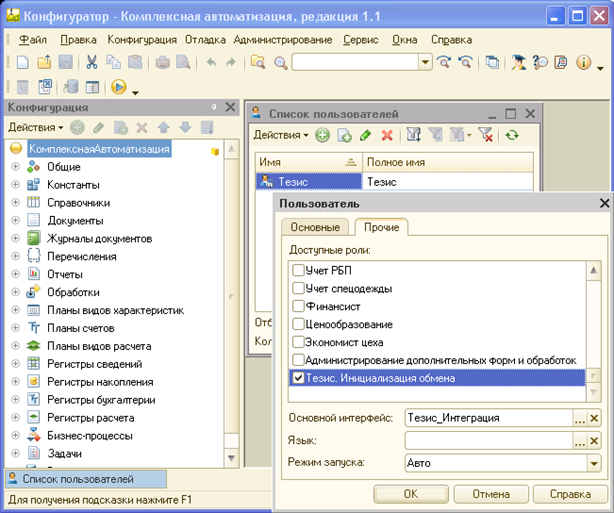 Конфигуратор - Комплексная автоматизация, редакция 1.1
Файл Правка Конфигурация Отладка Администрирование Сервис Окна Справка
Конфигурация
Действия
КомплекснаяАвтоматизация
Общие
Константы
Справочники
Документы
Журналы документов
Перечисления
Отчеты
Обработки
Планы видов характеристик
Планы счетов
Планы видов расчета
Регистры сведений
Регистры накопления
Регистры бухгалтерии
Регистры расчета
Бизнес-процессы
Задачи
Список пользователей
Действия
Имя Полное имя
Тезис Тезис
Отб
Кол
Пользователь
Основные Прочие
Доступные роли:
Учет РБП
Учет спецодежды
Финансист
Ценообразование
Экономист цеха
Администрирование дополнительных форм и обработок
Тезис. Инициализация обмена
Основной интерфейс: Тезис_Интеграция ... ×
Язык: ... ×
Режим запуска: Авто
OK Отмена Справка
Список пользователей
Для получения подсказки нажмите F1